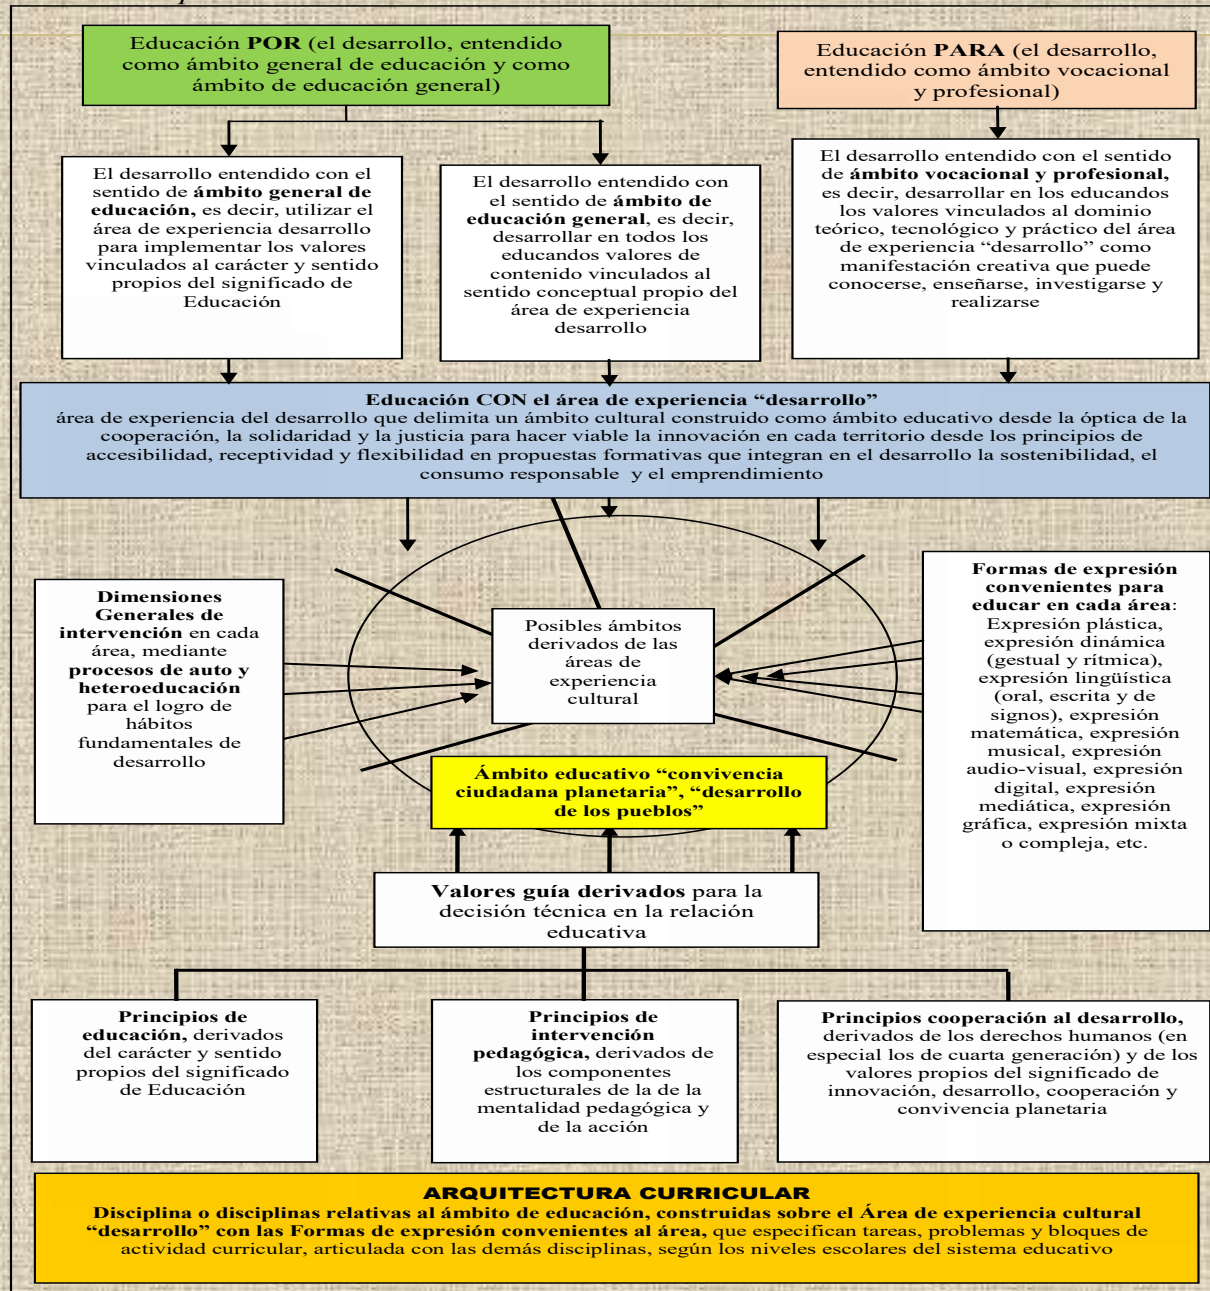 Educación POR (el desarrollo, entendido
como ámbito general de educación y como
ámbito de educación general)
Educación PARA (el desarrollo,
entendido como ámbito vocacional
y profesional)
El desarrollo entendido con el
sentido de ámbito general de
educación, es decir, utilizar el
área de experiencia desarrollo
para implementar los valores
vinculados al carácter y sentido
propios del significado de
Educación
El desarrollo entendido con
el sentido de ámbito de
educación general, es decir,
desarrollar en todos los
educandos valores de
contenido vinculados al
sentido conceptual propio del
área de experiencia
desarrollo
El desarrollo entendido con el sentido
de ámbito vocacional y profesional,
es decir, desarrollar en los educandos
los valores vinculados al dominio
teórico, tecnológico y práctico del área
de experiencia “desarrollo” como
manifestación creativa que puede
conocerse, enseñarse, investigarse y
realizarse
Educación CON el área de experiencia “desarrollo”
área de experiencia del desarrollo que delimita un ámbito cultural construido como ámbito educativo desde la óptica de la
cooperación, la solidaridad y la justicia para hacer viable la innovación en cada territorio desde los principios de
accesibilidad, receptividad y flexibilidad en propuestas formativas que integran en el desarrollo la sostenibilidad, el
consumo responsable y el emprendimiento
Dimensiones
Generales de
intervención en cada
área, mediante
procesos de auto y
heteroeducación
para el logro de
hábitos
fundamentales de
desarrollo
Posibles ámbitos
derivados de las
áreas de
experiencia
cultural
Formas de expresión
convenientes para
educar en cada área:
Expresión plástica,
expresión dinámica
(gestual y rítmica),
expresión lingüística
(oral, escrita y de
signos), expresión
matemática, expresión
musical, expresión
audio-visual, expresión
digital, expresión
mediática, expresión
gráfica, expresión mixta
o compleja, etc.
Ámbito educativo “convivencia
ciudadana planetaria”, “desarrollo
de los pueblos”
Valores guía derivados para la
decisión técnica en la relación
educativa
Principios de
educación, derivados
del carácter y sentido
propios del significado
de Educación
Principios de
intervención
pedagógica, derivados de
los componentes
estructurales de la de la
mentalidad pedagógica y
de la acción
Principios cooperación al desarrollo,
derivados de los derechos humanos (en
especial los de cuarta generación) y de los
valores propios del significado de
innovación, desarrollo, cooperación y
convivencia planetaria
ARQUITECTURA CURRICULAR
Disciplina o disciplinas relativas al ámbito de educación, construidas sobre el Área de experiencia cultural
“desarrollo” con las Formas de expresión convenientes al área, que especifican tareas, problemas y bloques de
actividad curricular, articulada con las demás disciplinas, según los niveles escolares del sistema educativo